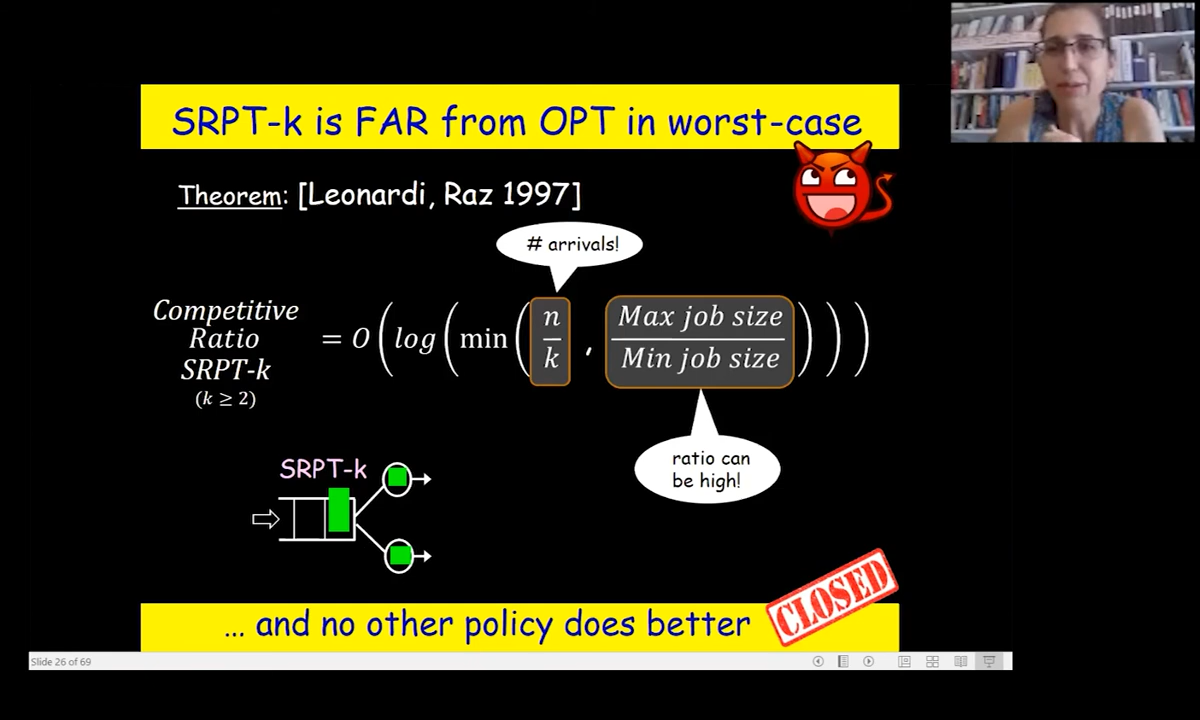 SRPT-k is FAR from OPT in worst-case
Theorem: [Leonardi, Raz 1997]
# arrivals!
Competitive
Ratio
SRPT-k
(k ≥ 2)
= O(log(min(n/k , Max job size/Min job size)))
ratio can
be high!
SRPT-k
... and no other policy does better
CLOSED
Slide 26 of 69